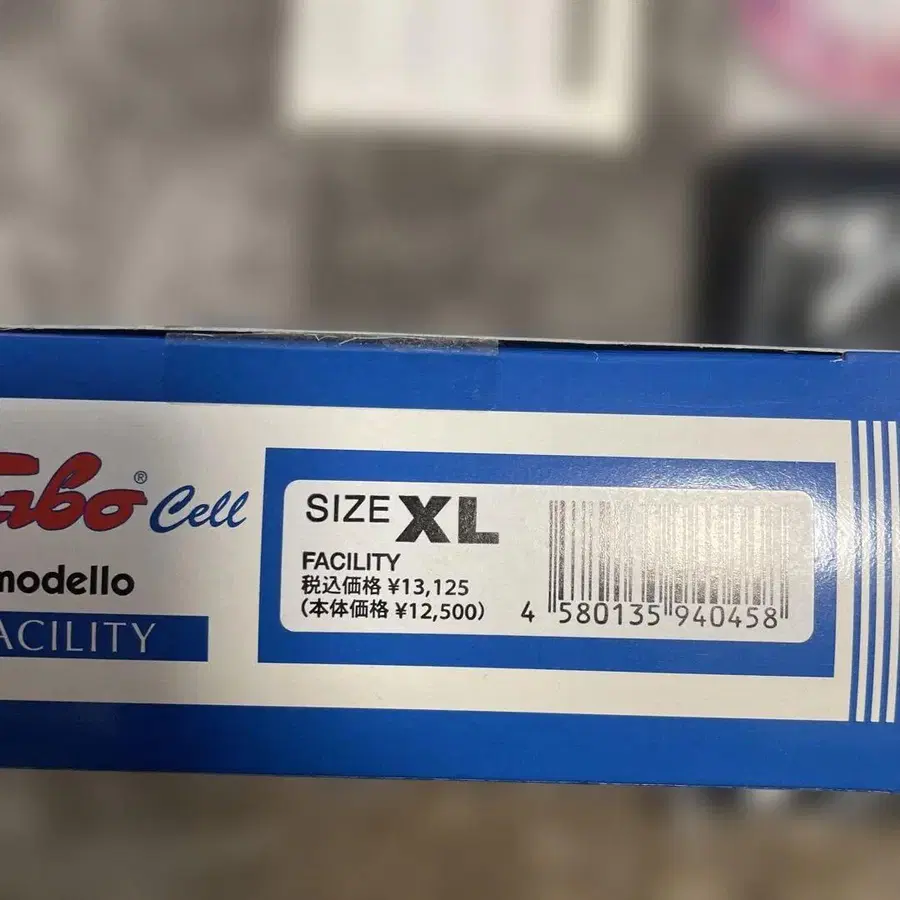 Cell
modello
FACILITY
SIZE XL
FACILITY
税込価格 ¥13,125
(本体価格 ¥12,500)
4 580135 940458